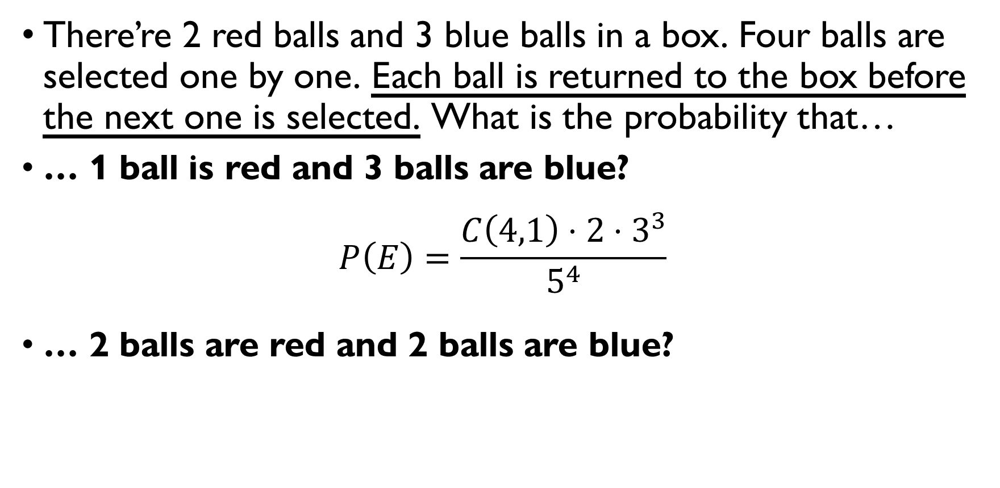 • There’re 2 red balls and 3 blue balls in a box. Four balls are
selected one by one. Each ball is returned to the box before
the next one is selected. What is the probability that…
• … 1 ball is red and 3 balls are blue?
P(E) = \frac{C(4,1) · 2 · 3^3}{5^4}
• … 2 balls are red and 2 balls are blue?